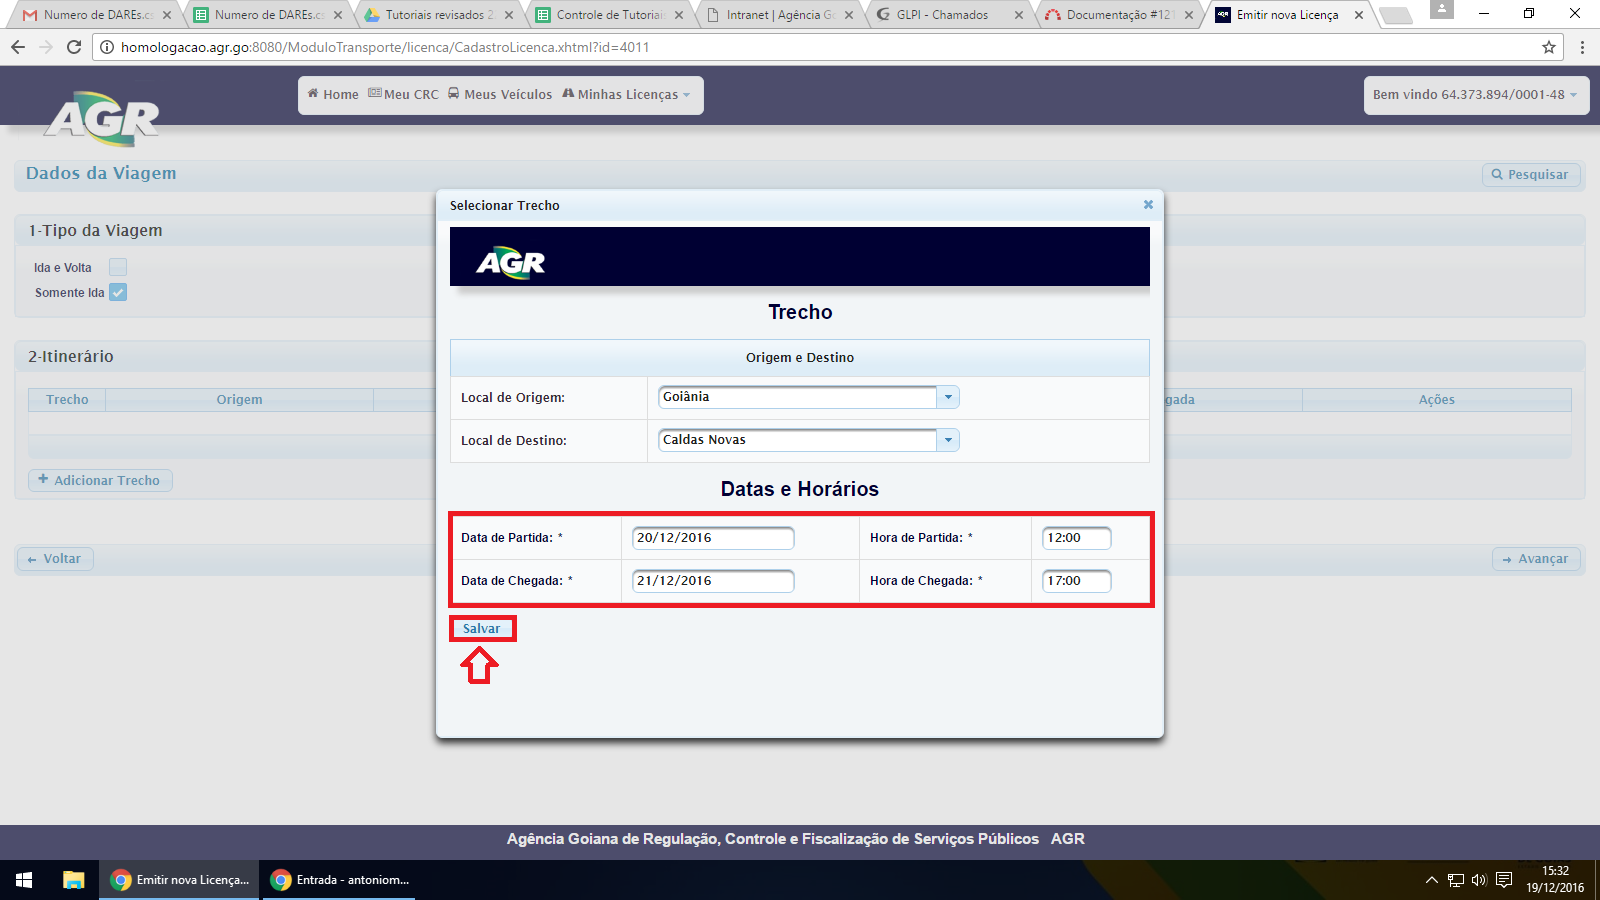 Numero de DAREs.cs
Numero de DAREs.cs
Tutoriais revisados 2
Controle de Tutoriai
Intranet | Agência Go
GLPI - Chamados
Documentação #121
Emitir nova Licença
homologacao.agr.go:8080/ModuloTransporte/licenca/CadastroLicenca.xhtml?id=4011
AGR
Home Meu CRC Meus Veículos Minhas Licenças
Bem vindo 64.373.894/0001-48
Dados da Viagem
Pesquisar
1-Tipo da Viagem
Ida e Volta
Somente Ida
2-Itinerário
Trecho Origem gada Ações
Adicionar Trecho
Voltar
Avançar
Selecionar Trecho
AGR
Trecho
Origem e Destino
Local de Origem: Goiânia
Local de Destino: Caldas Novas
Datas e Horários
Data de Partida: * 20/12/2016 Hora de Partida: * 12:00
Data de Chegada: * 21/12/2016 Hora de Chegada: * 17:00
Salvar
Agência Goiana de Regulação, Controle e Fiscalização de Serviços Públicos AGR
Emitir nova Licença...
Entrada - antoniom...
15:32
19/12/2016